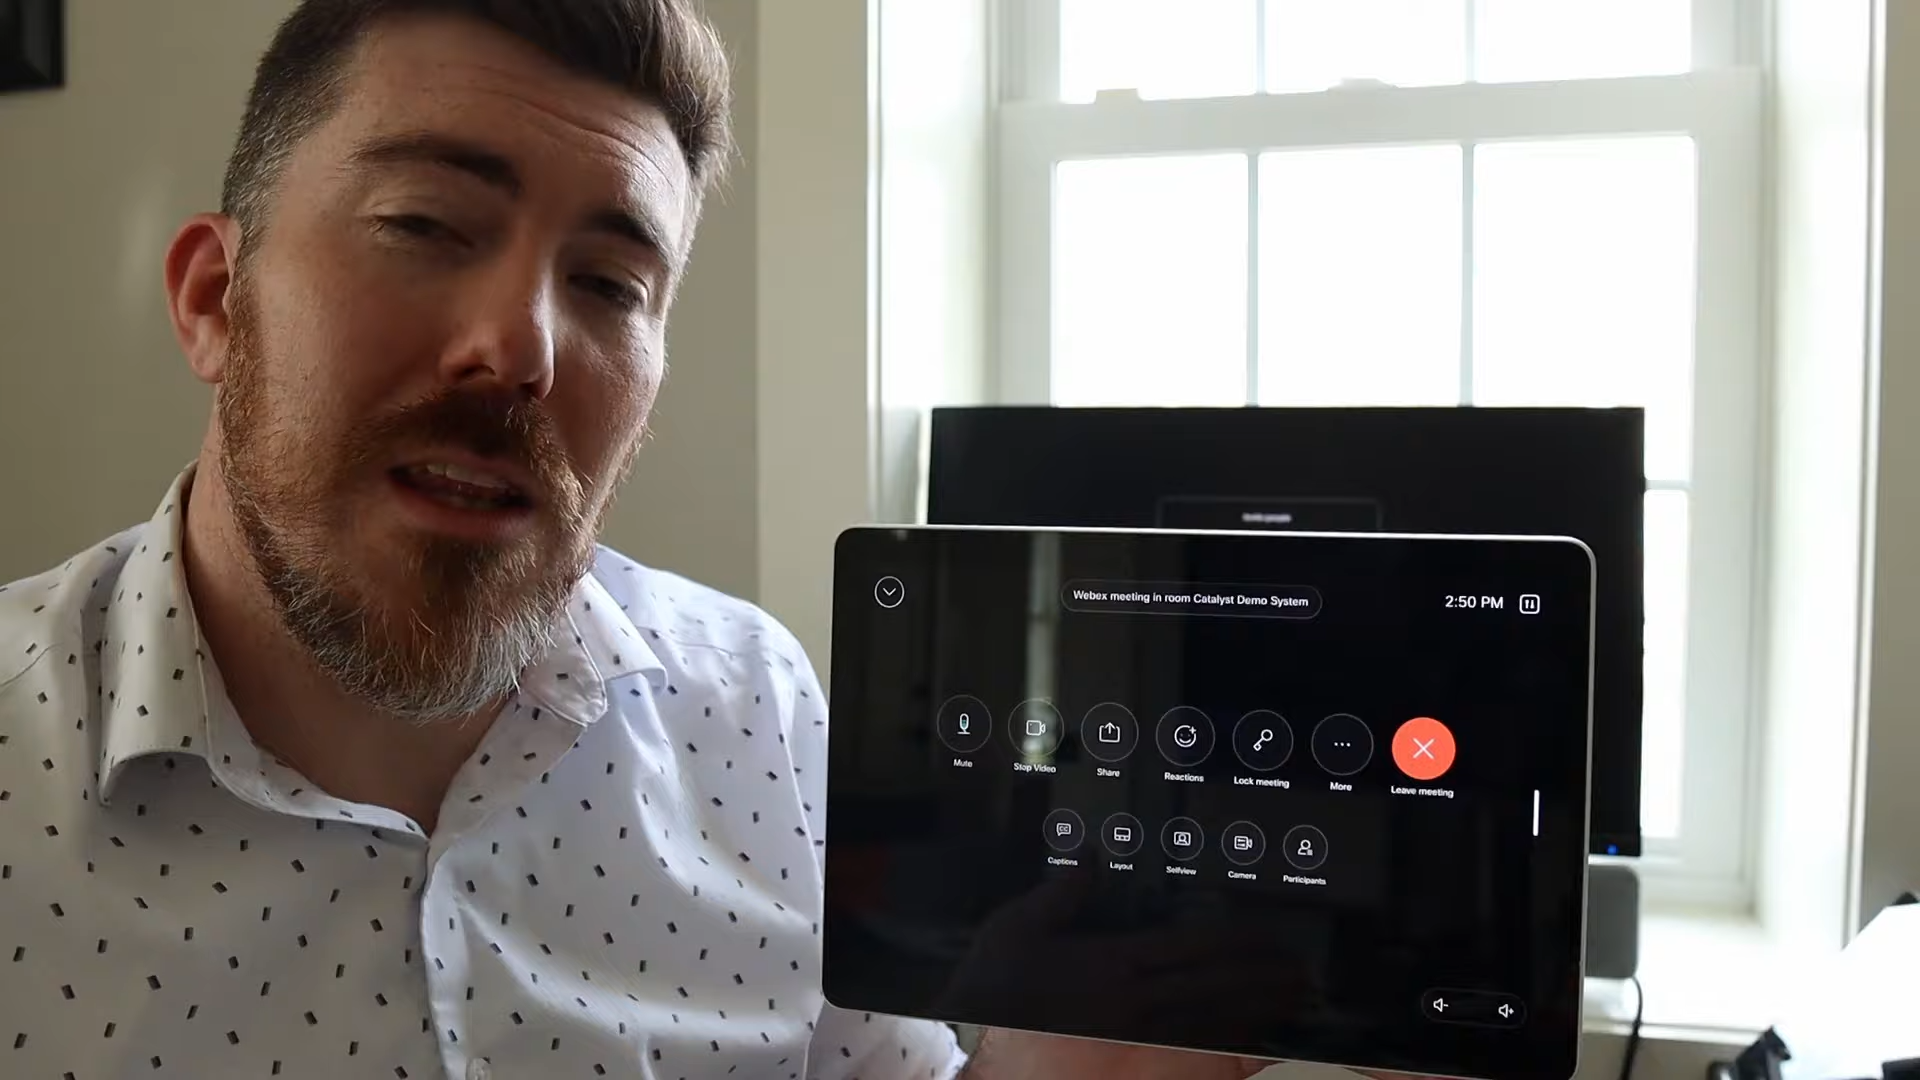 Webex meeting in room Catalyst Demo System
2:50 PM
Mute
Stop Video
Share
Reactions
Lock meeting
More
Leave meeting
CC
Captions
Layout
Selfview
Camera
Participants